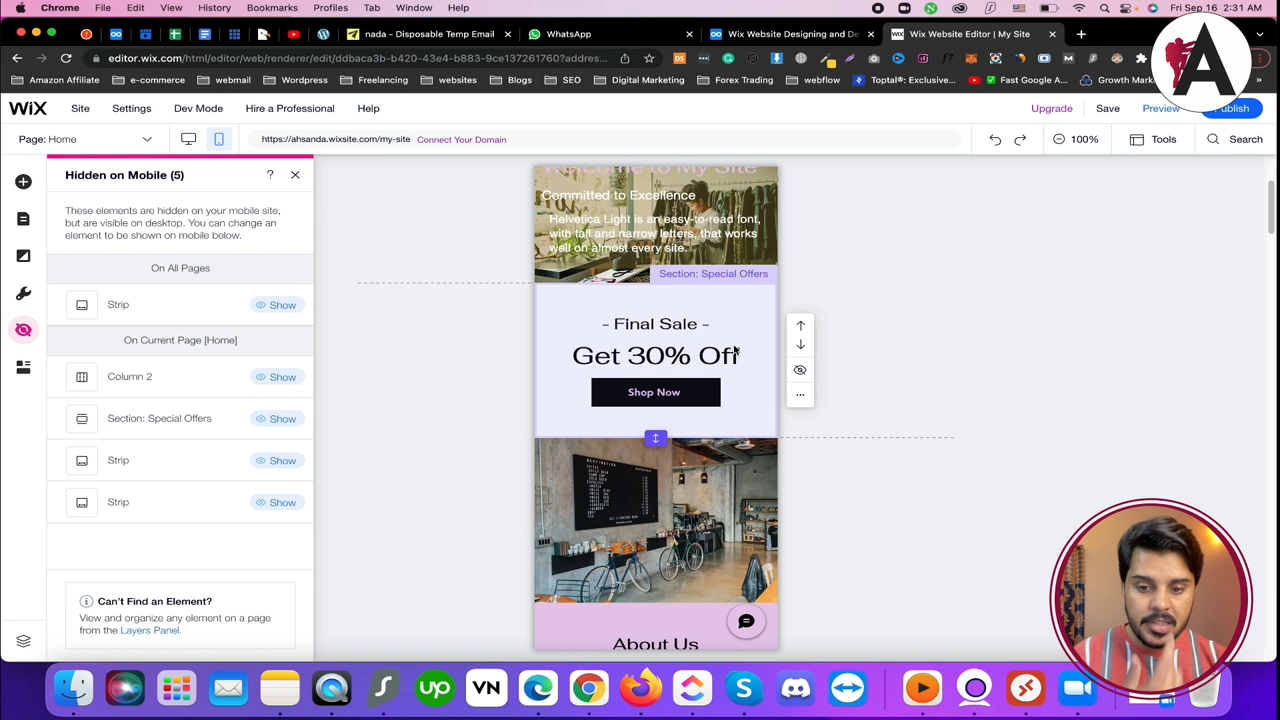 Chrome File Edit View History Bookmarks Profiles Tab Window Help
Fri Sep 16 2:31 AM
nada - Disposable Temp Email
WhatsApp
Wix Website Designing and De
Wix Website Editor | My Site
editor.wix.com/html/editor/web/renderer/edit/ddbaca3b-b420-43e4-b883-9ce137261760?addres...
Amazon Affiliate
e-commerce
webmail
Wordpress
Freelancing
websites
Blogs
SEO
Digital Marketing
Forex Trading
webflow
Toptal®: Exclusive...
Fast Google A...
Growth Mark
WiX
Site
Settings
Dev Mode
Hire a Professional
Help
Upgrade
Save
Preview
Publish
Page: Home
https://ahsanda.wixsite.com/my-site
Connect Your Domain
100%
Tools
Search
Hidden on Mobile (5)
?
These elements are hidden on your mobile site,
but are visible on desktop. You can change an
element to be shown on mobile below.
On All Pages
Strip
Show
On Current Page [Home]
Column 2
Show
Section: Special Offers
Show
Strip
Show
Strip
Show
Can't Find an Element?
View and organize any element on a page
from the Layers Panel.
Welcome to My Site
Committed to Excellence
Helvetica Light is an easy-to-read font,
with tall and narrow letters, that works
well on almost every site.
Section: Special Offers
- Final Sale -
Get 30% Off
Shop Now
About Us
A
up
VN